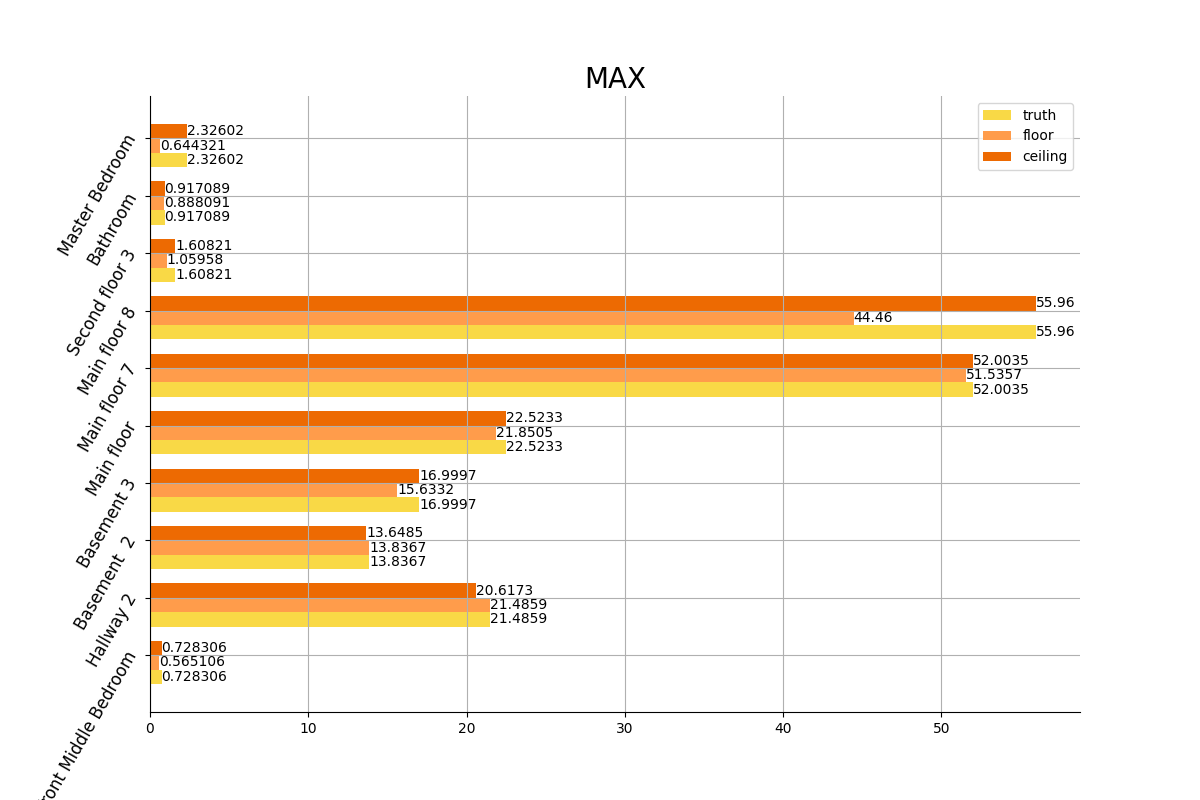 MAX
truth
floor
ceiling
Master Bedroom
2.32602
0.644321
2.32602
Bathroom
0.917089
0.888091
0.917089
Second floor 3
1.60821
1.05958
1.60821
Main floor 8
55.96
44.46
55.96
Main floor 7
52.0035
51.5357
52.0035
Main floor
22.5233
21.8505
22.5233
Basement 3
16.9997
15.6332
16.9997
Basement  2
13.6485
13.8367
13.8367
Hallway 2
20.6173
21.4859
21.4859
ront Middle Bedroom
0.728306
0.565106
0.728306
0 10 20 30 40 50